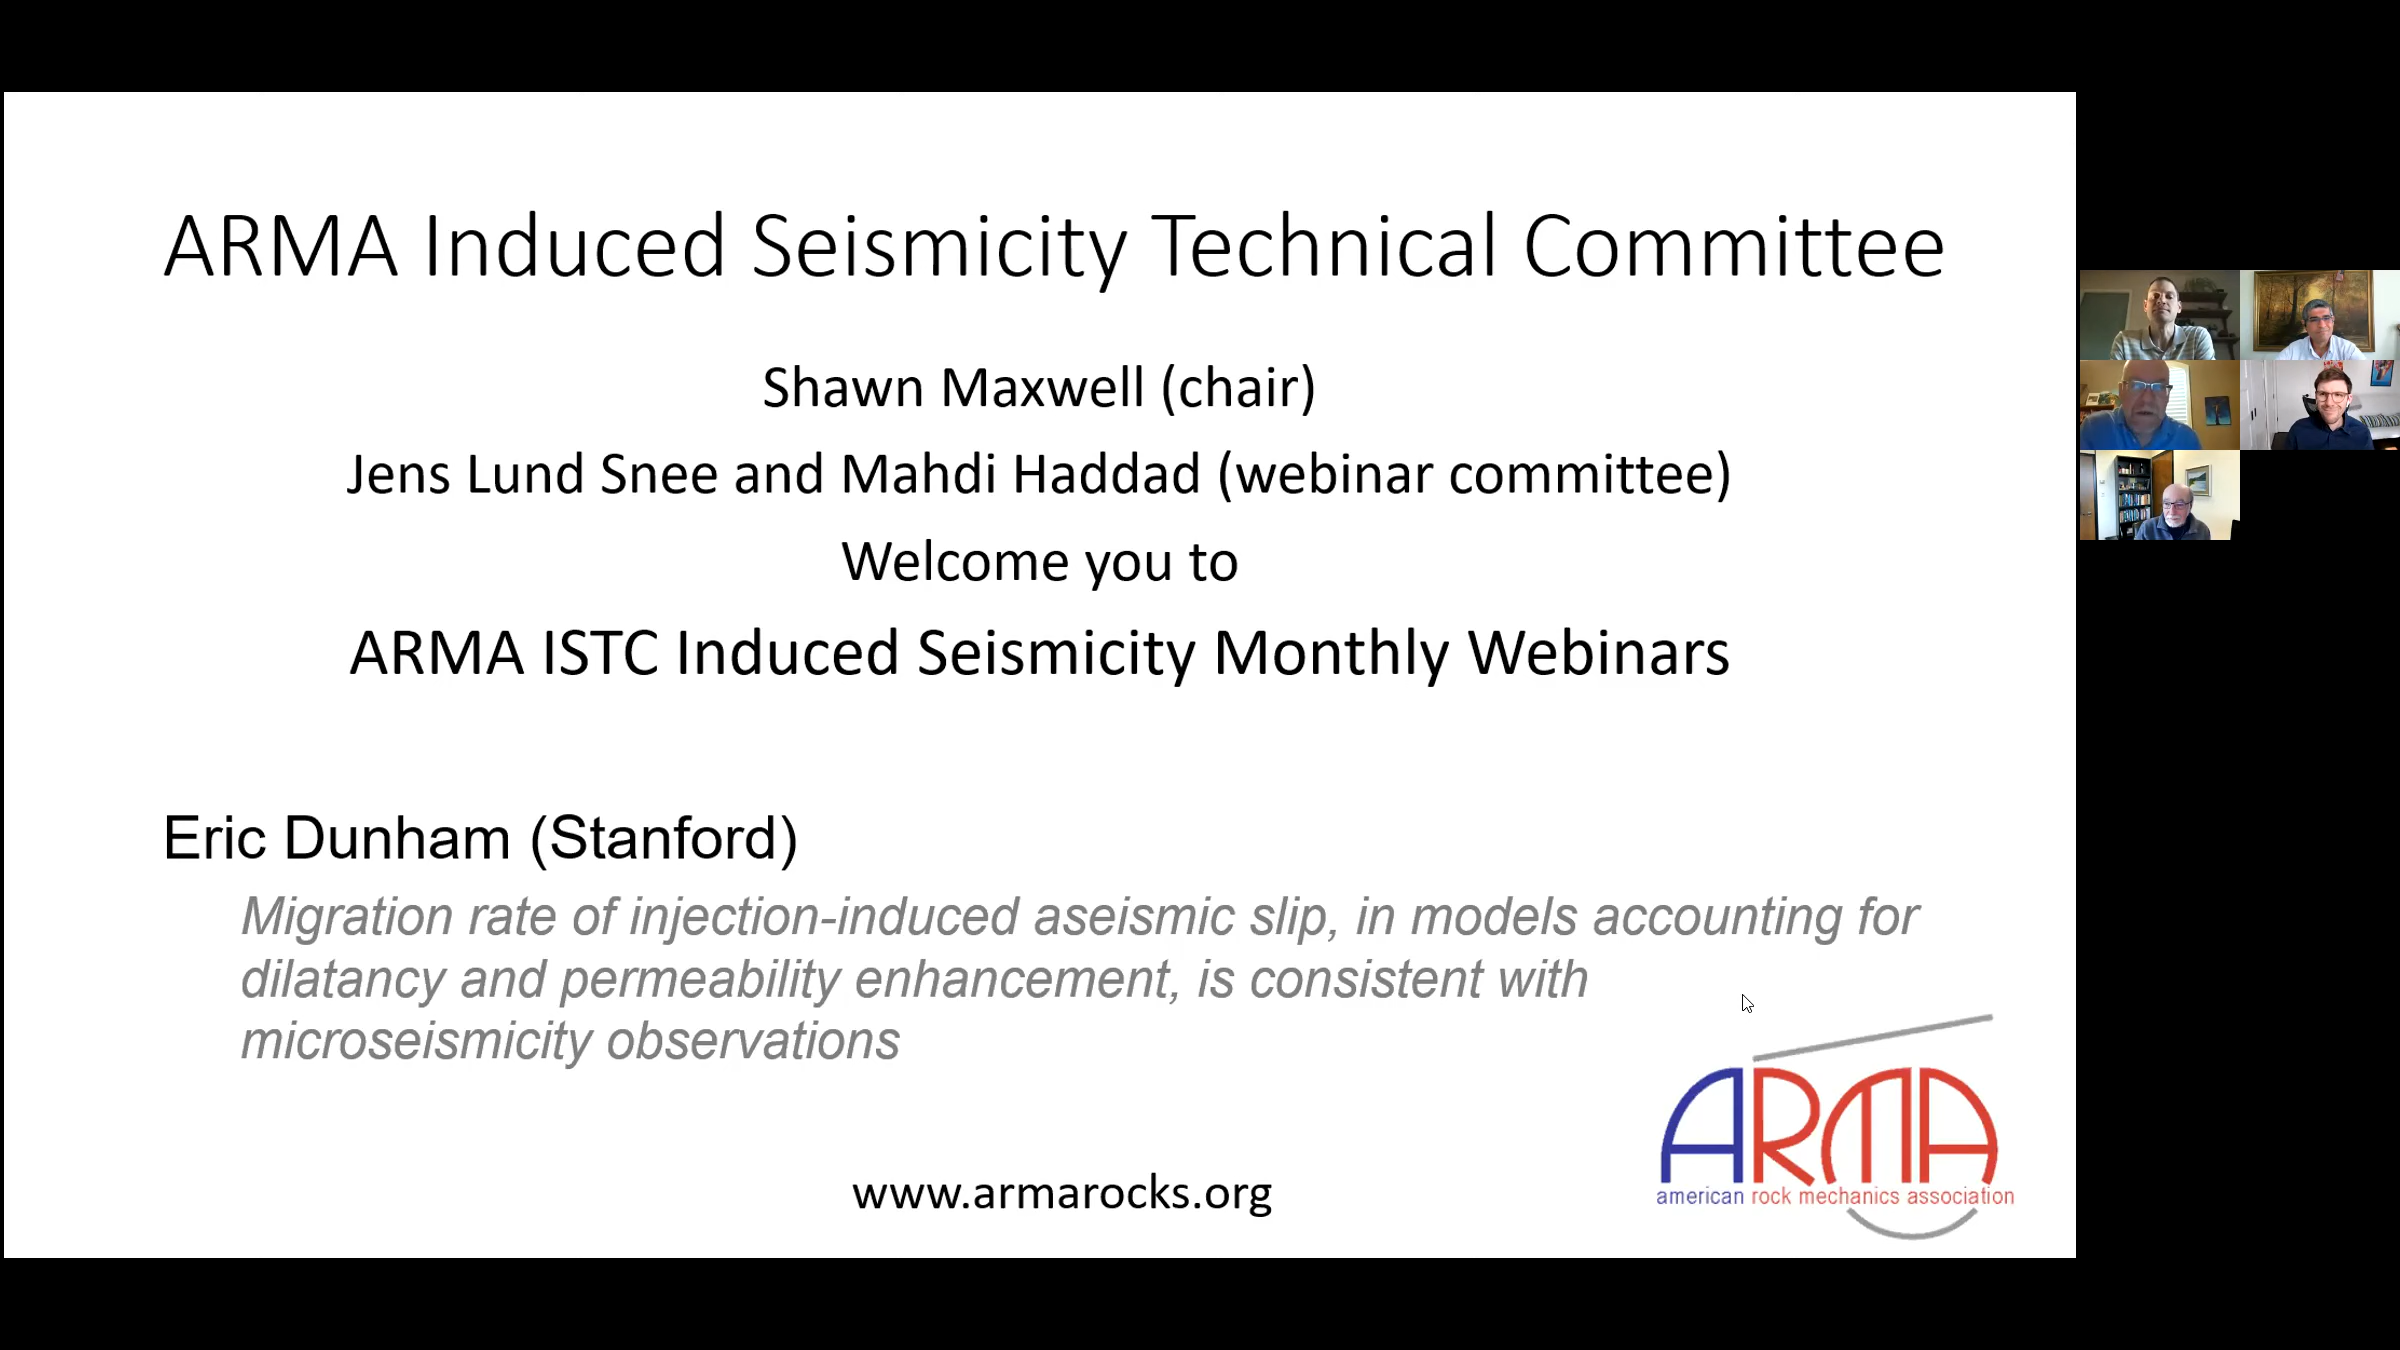 ARMA Induced Seismicity Technical Committee
Shawn Maxwell (chair)
Jens Lund Snee and Mahdi Haddad (webinar committee)
Welcome you to
ARMA ISTC Induced Seismicity Monthly Webinars
Eric Dunham (Stanford)
Migration rate of injection-induced aseismic slip, in models accounting for
dilatancy and permeability enhancement, is consistent with
microseismicity observations
ARMA
american rock mechanics association
www.armarocks.org